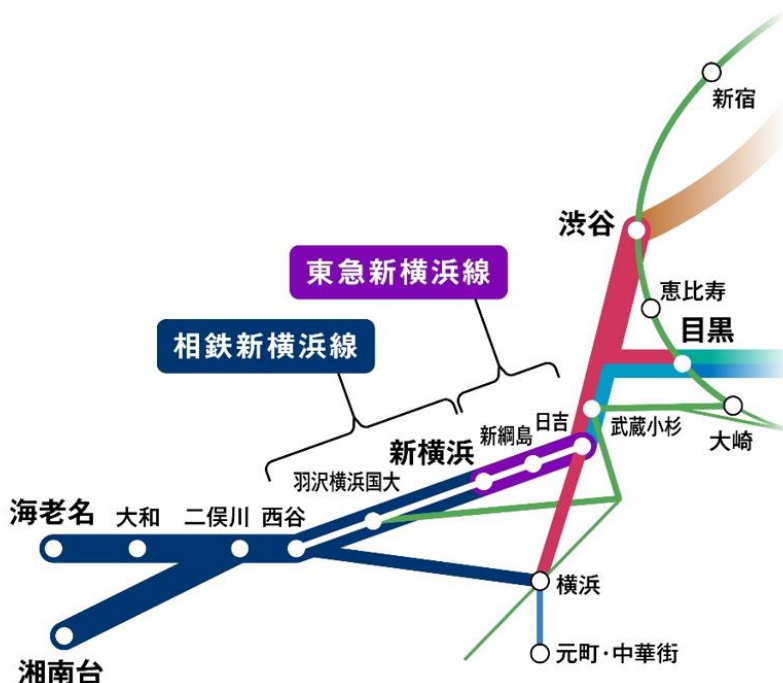 新宿
渋谷
東急新横浜線
恵比寿
目黒
相鉄新横浜線
日吉
武蔵小杉
大崎
新綱島
新横浜
羽沢横浜国大
海老名
大和
二俣川
西谷
横浜
湘南台
元町・中華街